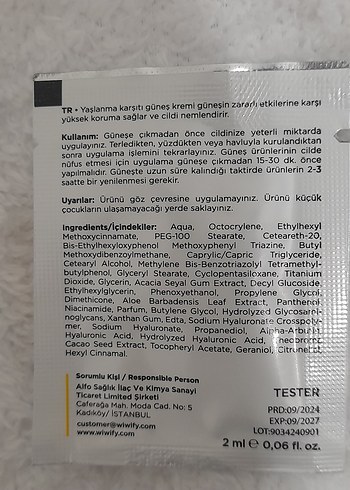 TR • Yaşlanma karşıtı güneş kremi güneşin zararlı etkilerine karşı
yüksek koruma sağlar ve cildi nemlendirir.
Kullanım: Güneşe çıkmadan önce cildinize yeterli miktarda
uygulayınız. Terledikten, yüzdükten veya havluyla kurulandıktan
sonra uygulama işlemini tekrarlayınız. Güneş ürünlerinin cilde
nüfus etmesi için uygulama güneşe çıkmadan 15-30 dk. önce
yapılmalıdır. Güneşte uzun süre kalındığı taktirde ürünlerin 2-3
saatte bir yenilenmesi gerekir.
Uyarılar: Ürünü göz çevresine uygulamayınız. Ürünü küçük
çocukların ulaşamayacağı yerde saklayınız.
Ingredients/İçindekiler: Aqua, Octocrylene, Ethylhexyl
Methoxycinnamate, PEG-100 Stearate, Ceteareth-20,
Bis-Ethylhexyloxyphenol Methoxyphenyl Triazine, Butyl
Methoxydibenzoylmethane, Caprylic/Capric Triglyceride,
Cetearyl Alcohol, Methylene Bis-Benzotriazolyl Tetramethyl-
butylphenol, Glyceryl Stearate, Cyclopentasiloxane, Titanium
Dioxide, Glycerin, Acacia Seyal Gum Extract, Decyl Glucoside,
Ethylhexylglycerin, Phenoxyethanol, Propylene Glycol,
Dimethicone, Aloe Barbadensis Leaf Extract, Panthenol,
Niacinamide, Parfum, Butylene Glycol, Hydrolyzed Glycosami-
noglycans, Xanthan Gum, Edta, Sodium Hyaluronate Crosspoly-
mer, Sodium Hyaluronate, Propanediol, Alpha-Arbutin,
Hyaluronic Acid, Hydrolyzed Hyaluronic Acid, Theobroma
Cacao Seed Extract, Tocopheryl Acetate, Geraniol, Citronellol,
Hexyl Cinnamal.
Sorumlu Kişi / Responsible Person
Alfo Sağlık İlaç Ve Kimya Sanayi
Ticaret Limited Şirketi
Caferağa Mah. Moda Cad. No: 5
Kadıköy/ İSTANBUL
customer@wiwify.com
www.wiwify.com
TESTER
PRD:09/2024
EXP:09/2027
LOT:9034240901
2 ml ℮ 0,06 fl. oz.